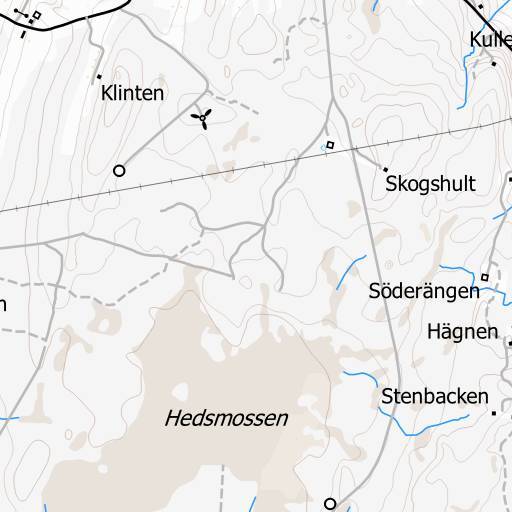 Kulle
Klinten
Skogshult
Söderängen
n
Hägnen
Stenbacken
Hedsmossen